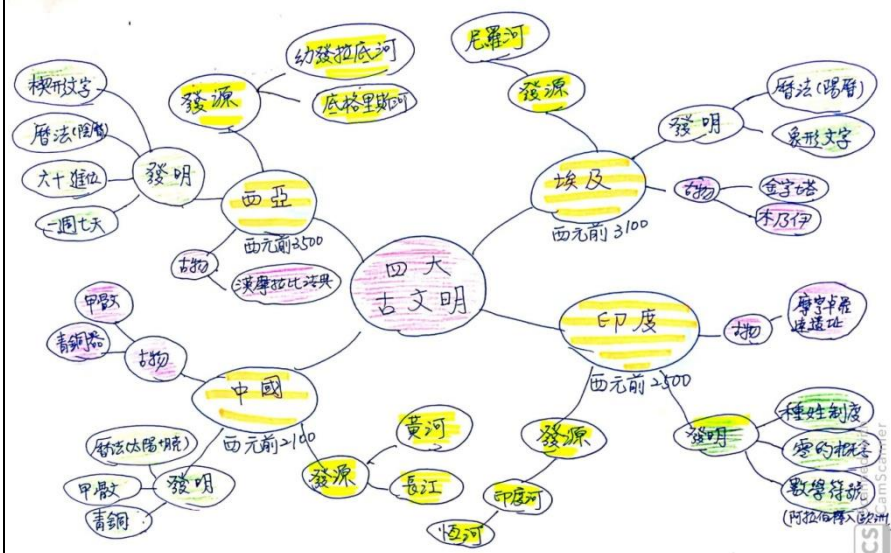 四大
古文明
西亞
西元前3500
發源
幼發拉底河
底格里斯河
發明
楔形文字
曆法(陰曆)
六十進位
一週七天
古物
漢摩拉比法典
埃及
西元前3100
發源
尼羅河
發明
曆法(陽曆)
象形文字
古物
金字塔
木乃伊
印度
西元前2500
古物
摩亨卓
達遺址
發源
印度河
恆河
發明
種姓制度
零的概念
數學符號
(阿拉伯傳入歐洲
中國
西元前2100
古物
甲骨文
青銅器
發源
黃河
長江
發明
甲骨文
青銅
CS CamScanner